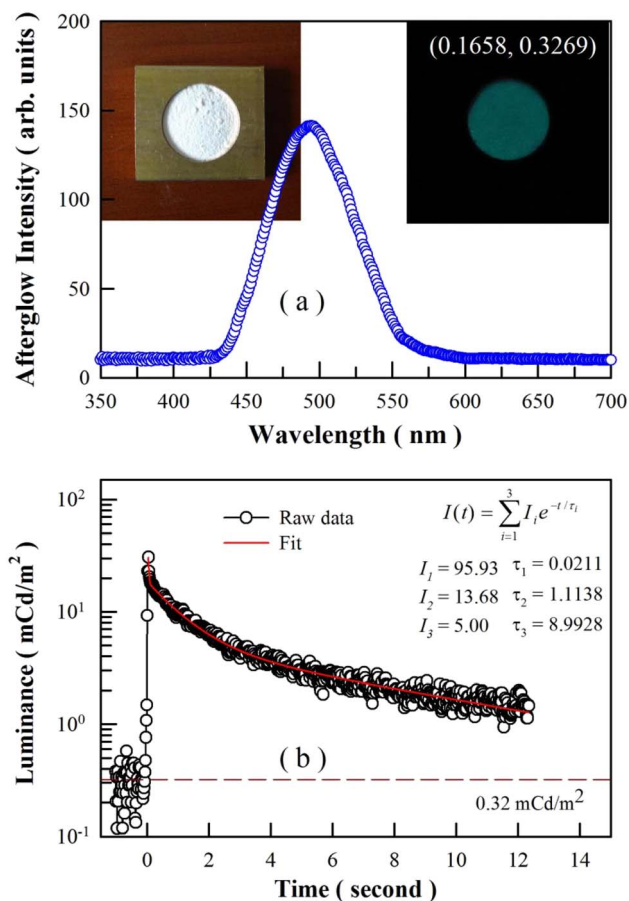 200
150
100
50
0
Afterglow Intensity ( arb. units )
(0.1658, 0.3269)
( a )
350 400 450 500 550 600 650 700
Wavelength ( nm )
10² 
10¹
10⁰
10⁻¹
Luminance ( mCd/m² )
Raw data
Fit
I(t) = ∑ᵢ₌₁³ Iᵢe^(-t/τᵢ)
I₁ = 95.93 τ₁ = 0.0211
I₂ = 13.68 τ₂ = 1.1138
I₃ = 5.00 τ₃ = 8.9928
( b )
0.32 mCd/m²
0 2 4 6 8 10 12 14
Time ( second )